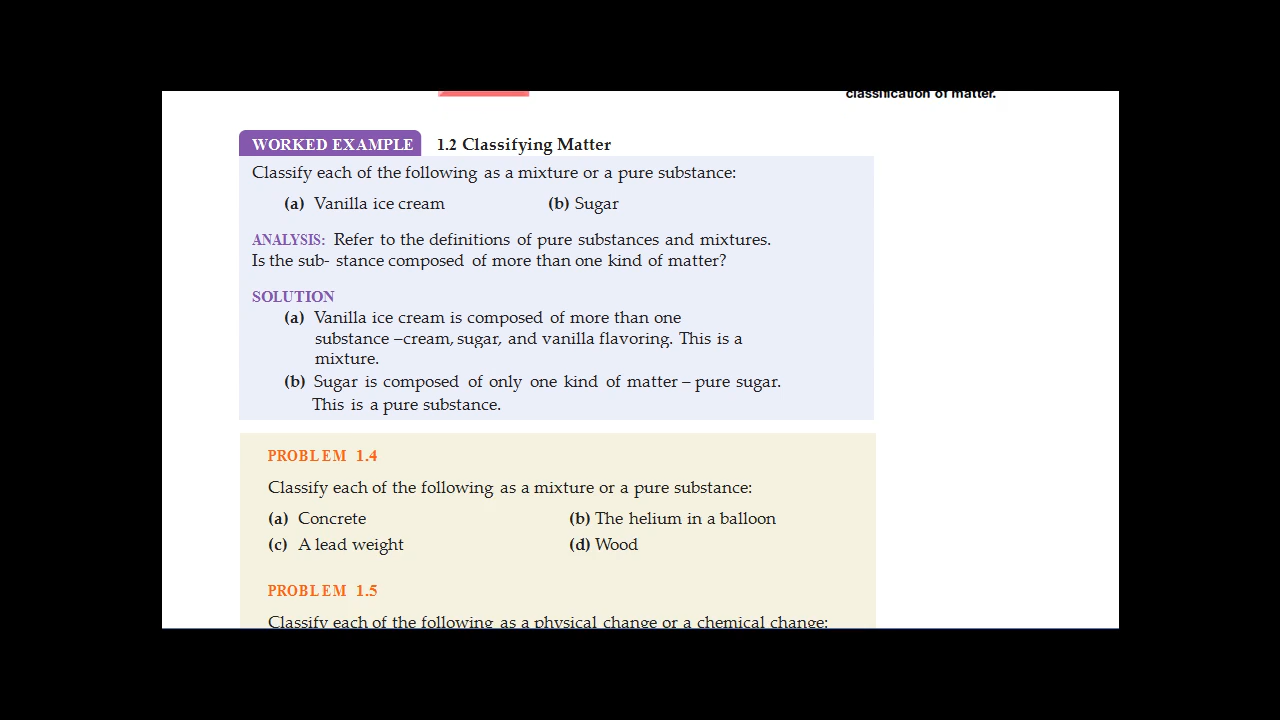 classification of matter.
WORKED EXAMPLE 1.2 Classifying Matter
Classify each of the following as a mixture or a pure substance:
(a) Vanilla ice cream (b) Sugar
ANALYSIS: Refer to the definitions of pure substances and mixtures.
Is the sub- stance composed of more than one kind of matter?
SOLUTION
(a) Vanilla ice cream is composed of more than one
substance –cream, sugar, and vanilla flavoring. This is a
mixture.
(b) Sugar is composed of only one kind of matter – pure sugar.
This is a pure substance.
PROBLEM 1.4
Classify each of the following as a mixture or a pure substance:
(a) Concrete (b) The helium in a balloon
(c) A lead weight (d) Wood
PROBLEM 1.5
Classify each of the following as a physical change or a chemical change: